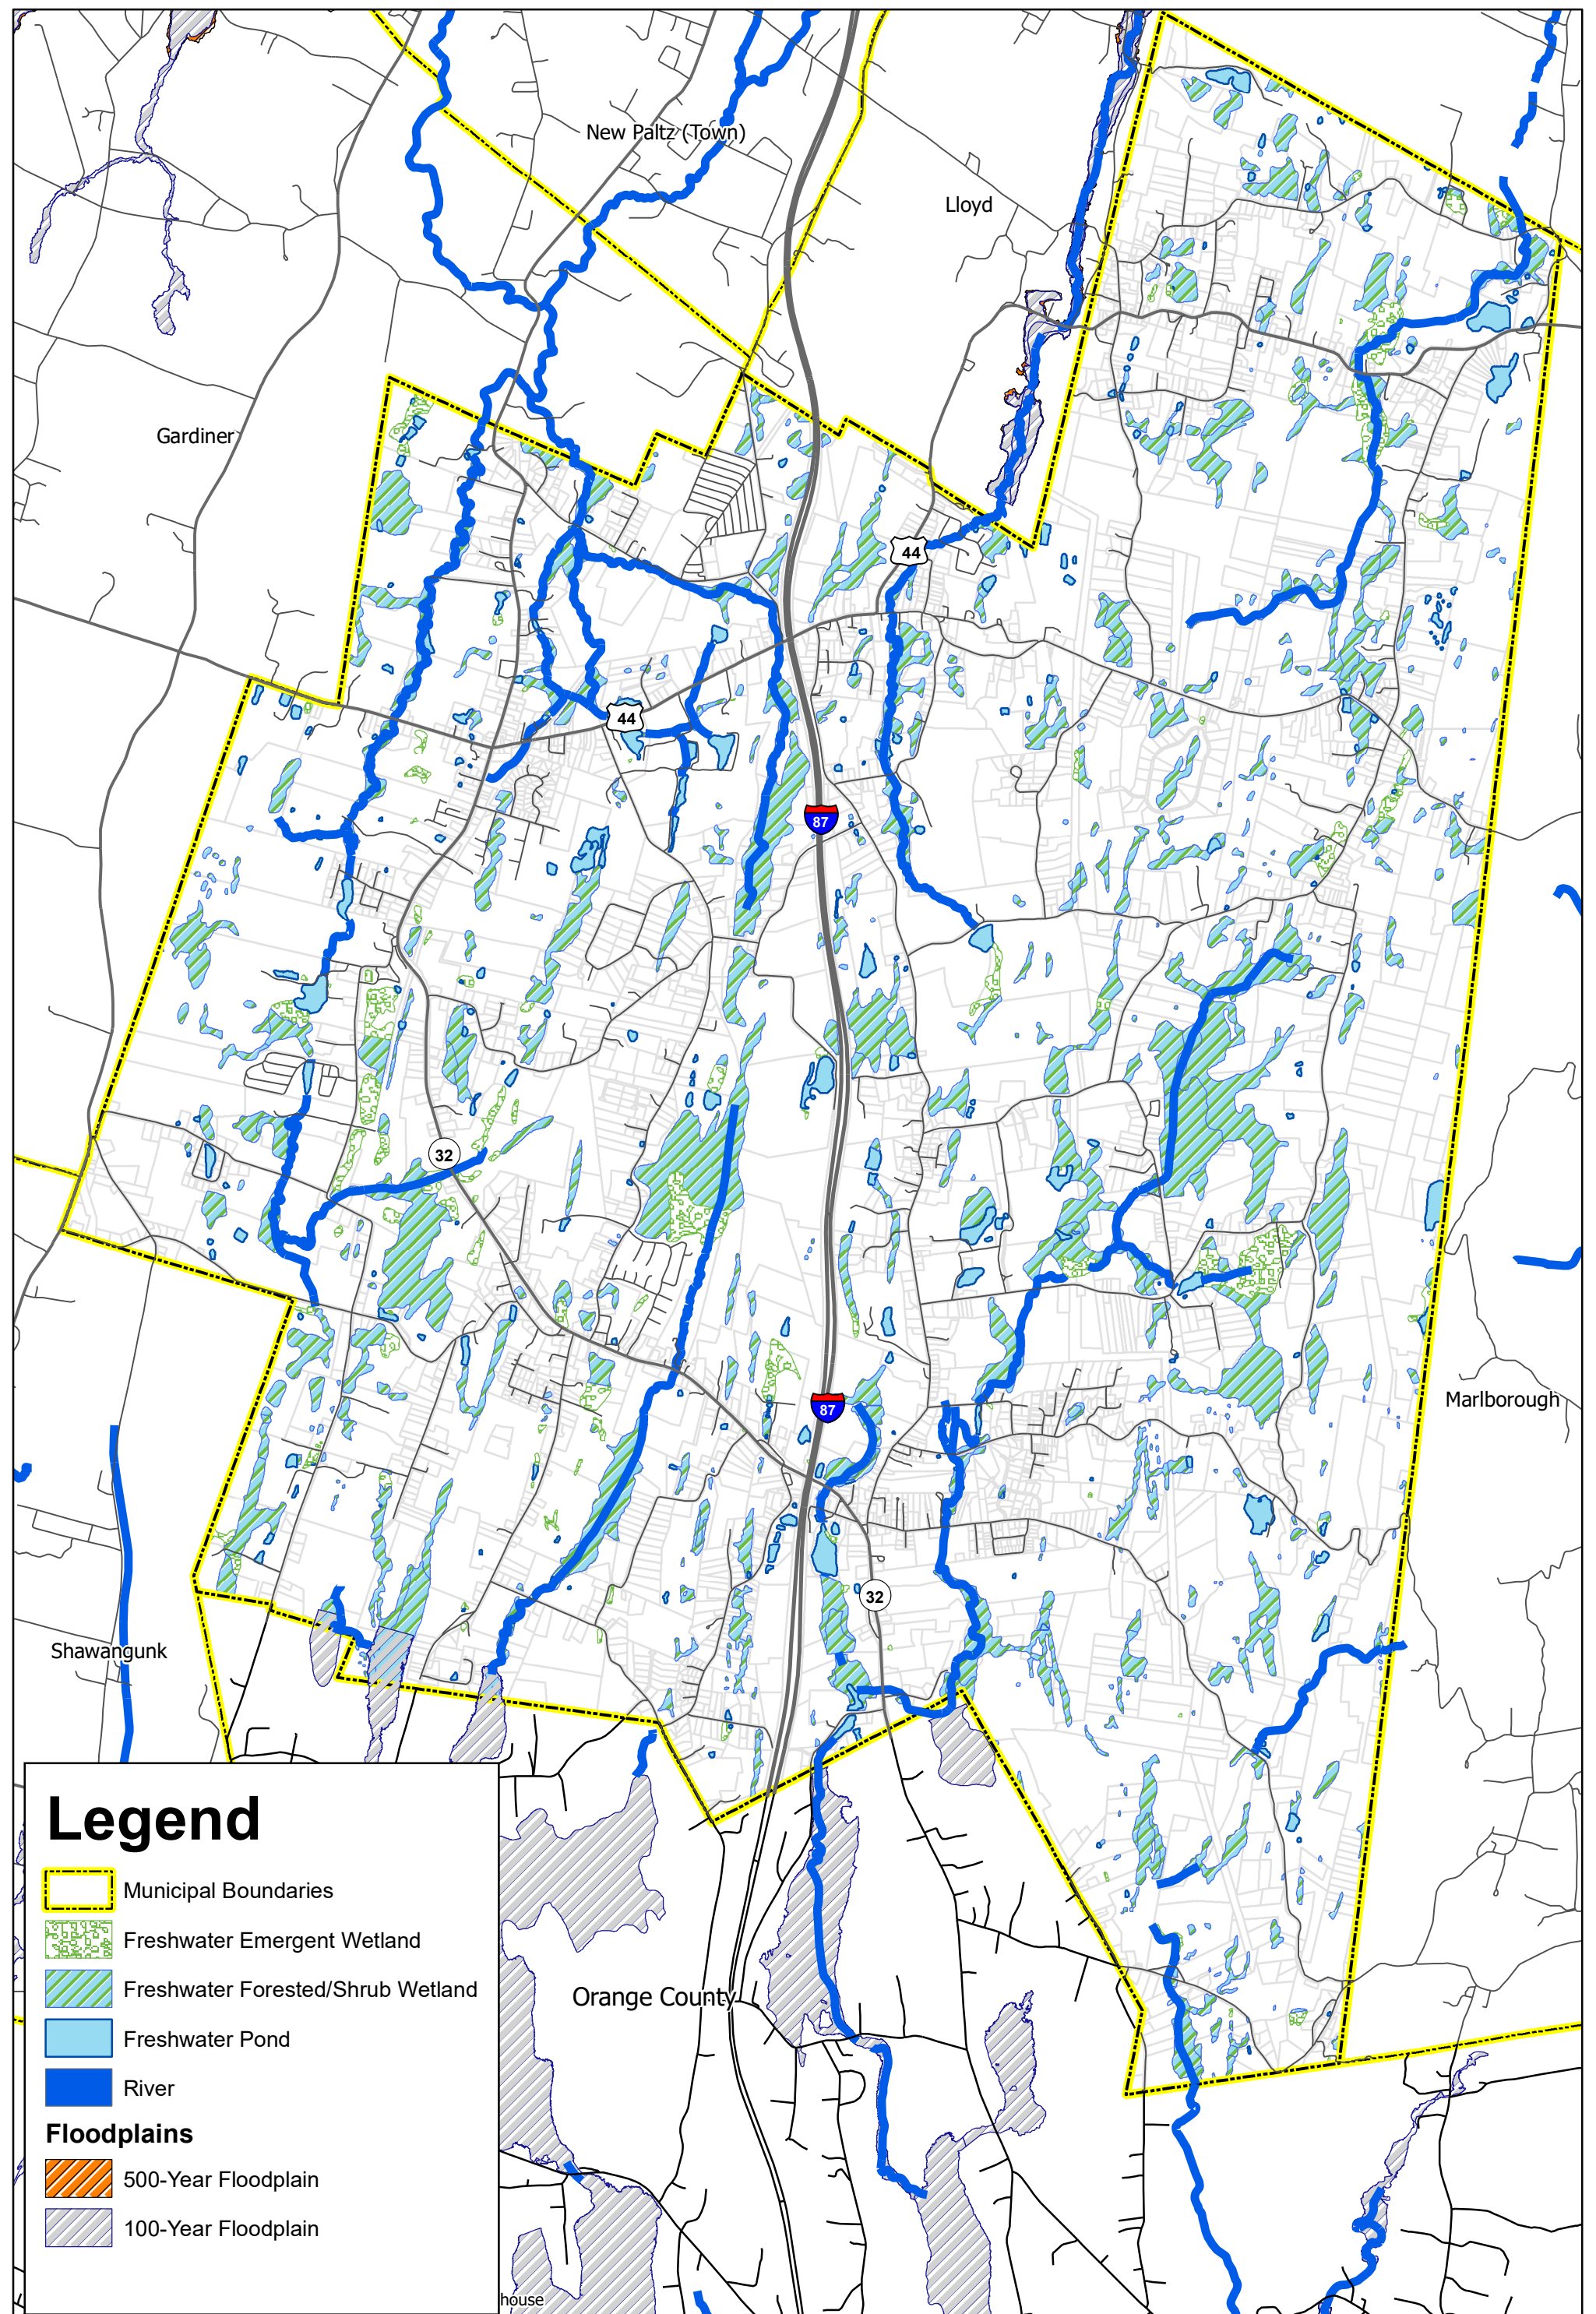 New Paltz (Town)
Lloyd
Gardiner
44
44
87
32
87
Marlborough
32
Shawangunk
Orange County
Legend
Municipal Boundaries
Freshwater Emergent Wetland
Freshwater Forested/Shrub Wetland
Freshwater Pond
River
Floodplains
500-Year Floodplain
100-Year Floodplain
house